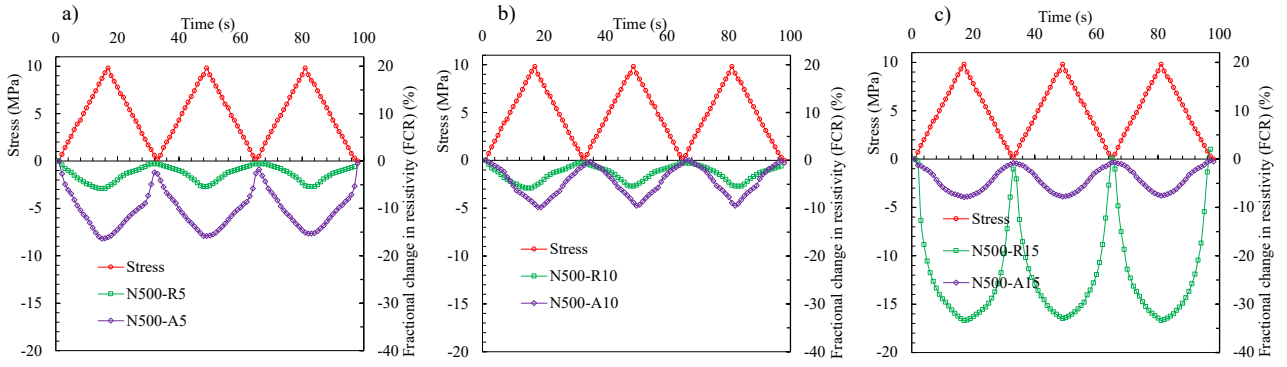 a)
Time (s)
0 20 40 60 80 100
Stress (MPa)
10
5
0
-5
-10
-15
-20
20
10
0
-10
-20
-30
-40
Fractional change in resistivity (FCR) (%)
Stress
N500-R5
N500-A5
b)
Time (s)
0 20 40 60 80 100
Stress (MPa)
10
5
0
-5
-10
-15
-20
20
10
0
-10
-20
-30
-40
Fractional change in resistivity (FCR) (%)
Stress
N500-R10
N500-A10
c)
Time (s)
0 20 40 60 80 100
Stress (MPa)
10
5
0
-5
-10
-15
-20
20
10
0
-10
-20
-30
-40
Fractional change in resistivity (FCR) (%)
Stress
N500-R15
N500-A15